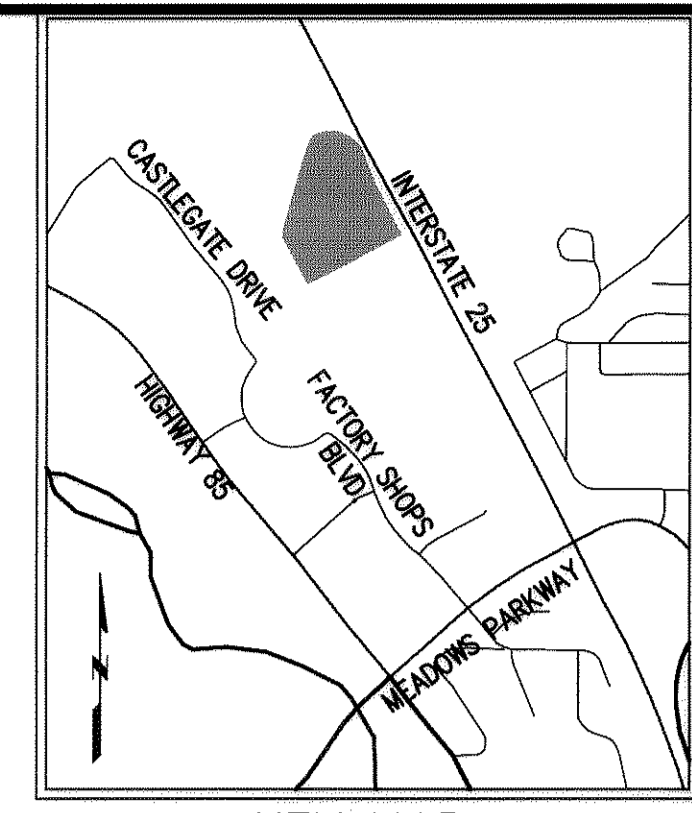 CASTLEGATE DRIVE
INTERSTATE 25
HIGHWAY 85
FACTORY SHOPS
BLVD.
MEADOWS PARKWAY
N